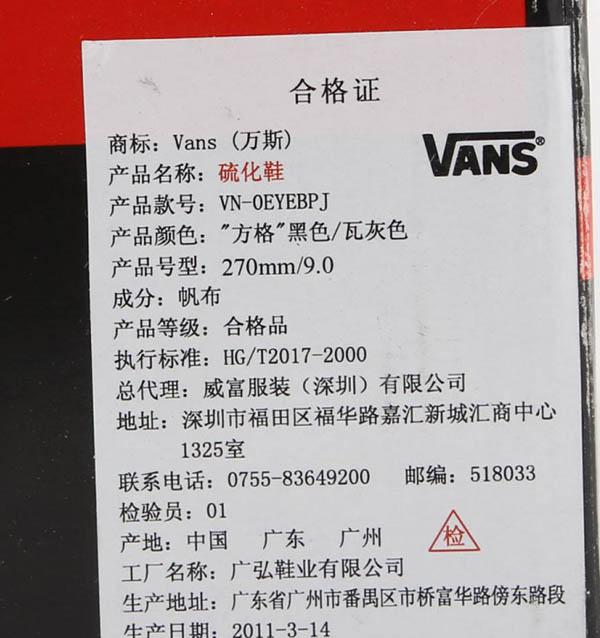 合格证
商标：Vans (万斯)
VANS®
产品名称：硫化鞋
产品款号：VN-0EYEBPJ
产品颜色："方格"黑色/瓦灰色
产品号型：270mm/9.0
成分：帆布
产品等级：合格品
执行标准：HG/T2017-2000
总代理：威富服装（深圳）有限公司
地址：深圳市福田区福华路嘉汇新城汇商中心
1325室
联系电话：0755-83649200 邮编：518033
检验员：01
产地：中国 广东 广州
检
工厂名称：广弘鞋业有限公司
生产地址：广东省广州市番禺区市桥富华路傍东路段
生产日期：2011-3-14